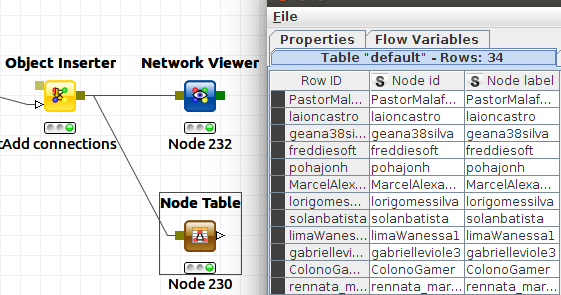 File
Properties Flow Variables
Table "default" - Rows: 34
Row ID S Node id S Node label
PastorMal... PastorMalaf... PastorMalaf...
laioncastro laioncastro laioncastro
geana38si... geana38silva geana38silva
freddiesoft freddiesoft freddiesoft
pohajonh pohajonh pohajonh
MarcelAlexa... MarcelAlexa... MarcelAlexa...
lorigomes... lorigomessilva lorigomessilva
solanbatista solanbatista solanbatista
limaWanes... limaWanessa1 limaWanessa1
gabriellevi... gabrielleviole3 gabrielleviole3
ColonoGa... ColonoGamer ColonoGamer
rennata_m... rennata_mar... rennata_mar...
Object Inserter
Add connections
Network Viewer
Node 232
Node Table
Node 230